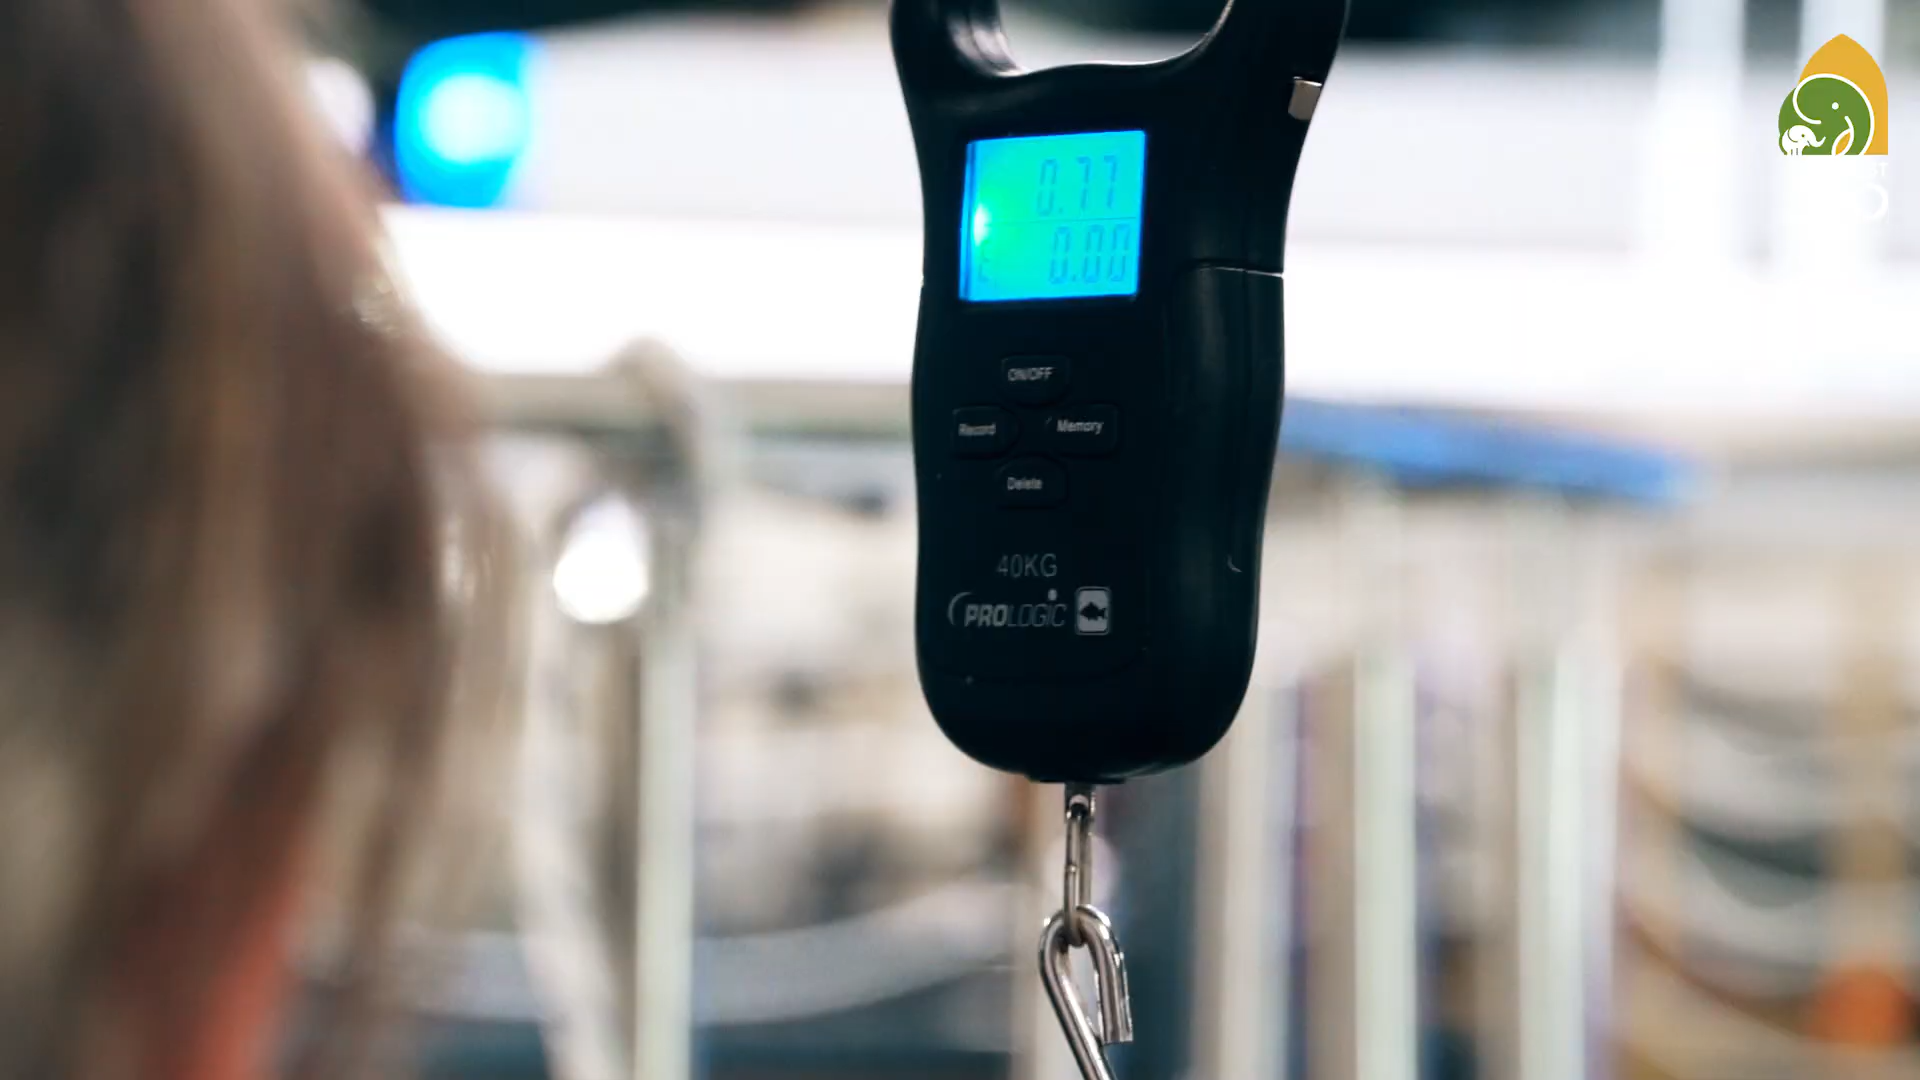 0.77
0.00
ON/OFF
Record
Memory
Delete
40KG
PROLOGIC